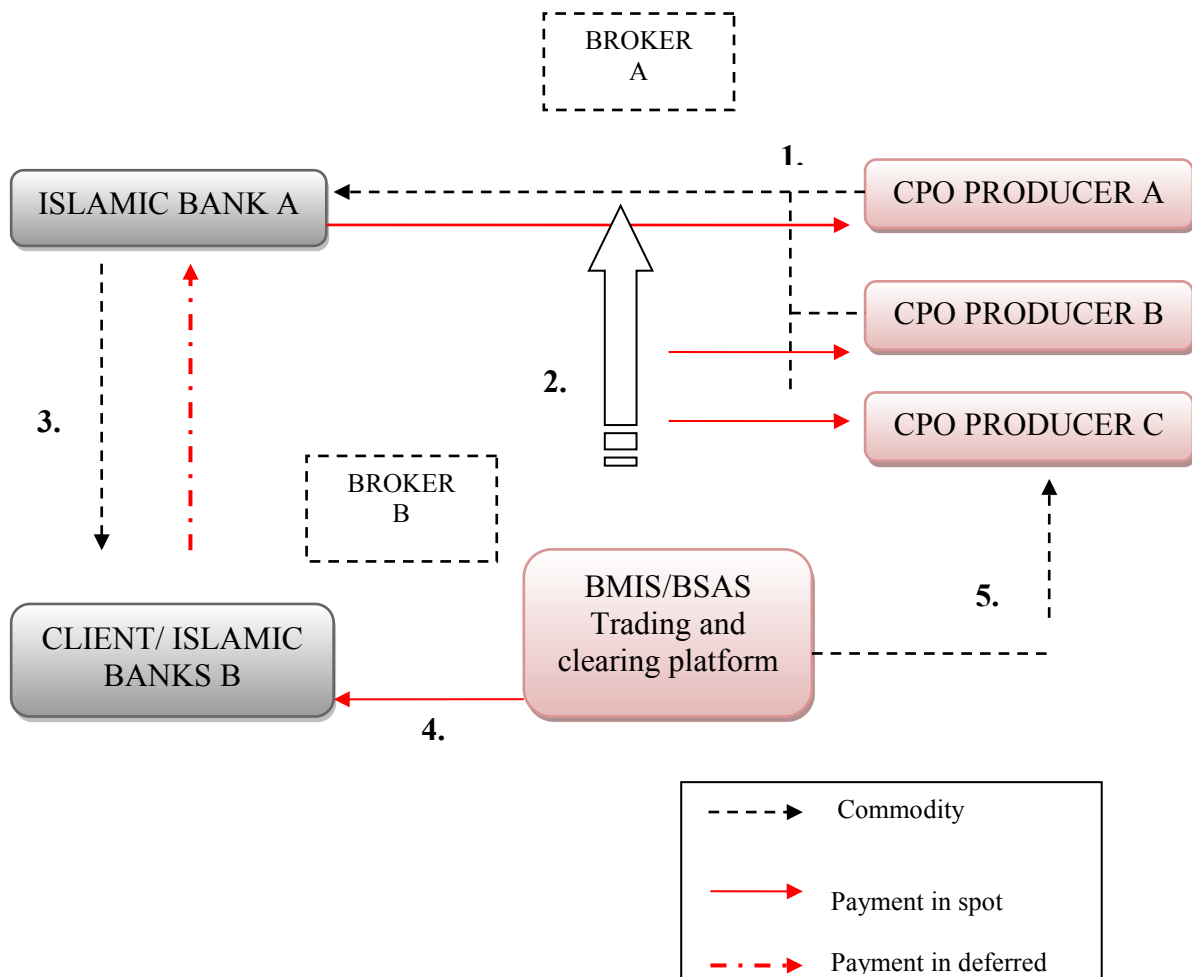 BROKER
A
1.
ISLAMIC BANK A
CPO PRODUCER A
CPO PRODUCER B
2.
3.
CPO PRODUCER C
BROKER
B
BMIS/BSAS
Trading and
clearing platform
5.
CLIENT/ ISLAMIC
BANKS B
4.
Commodity
Payment in spot
Payment in deferred